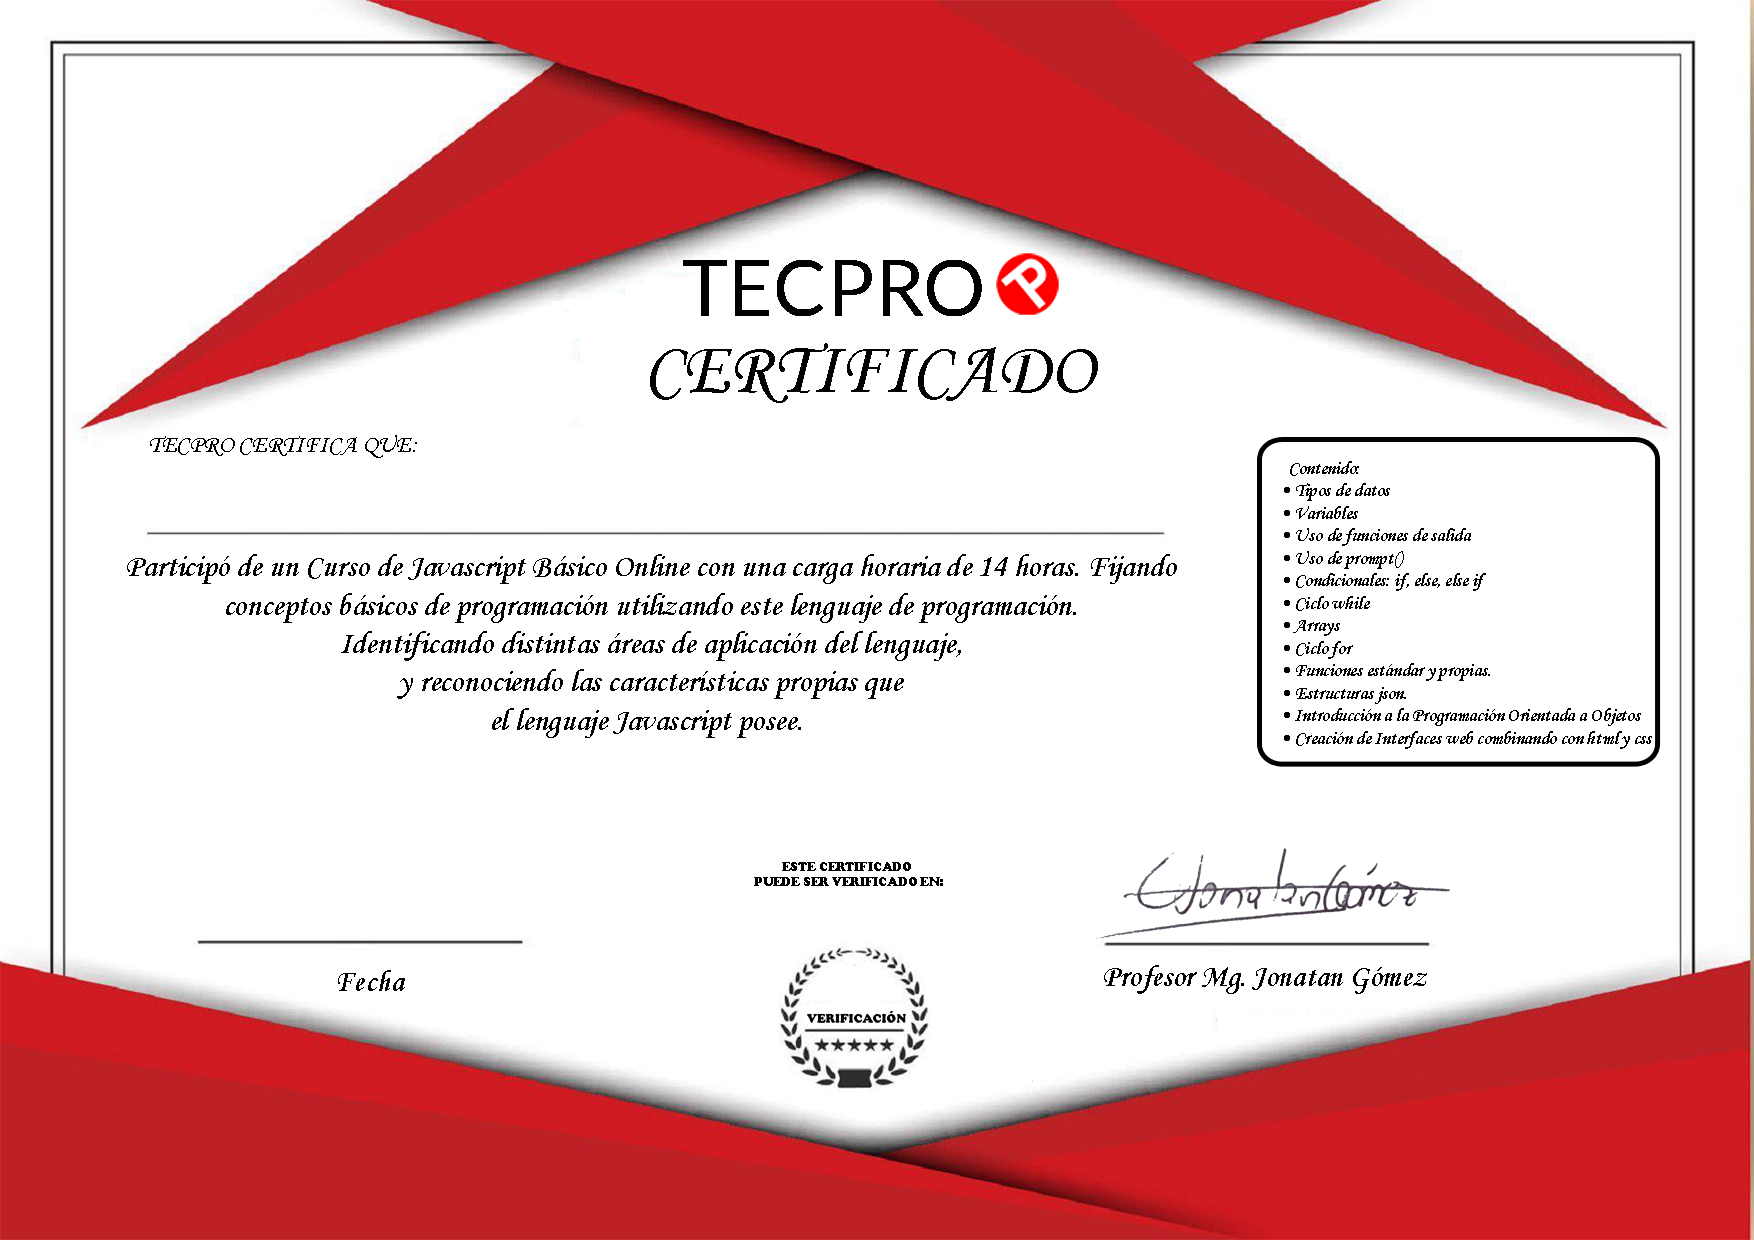 TECPRO
CERTIFICADO
TECPRO CERTIFICA QUE:
Participó de un Curso de Javascript Básico Online con una carga horaria de 14 horas. Fijando
conceptos básicos de programación utilizando este lenguaje de programación.
Identificando distintas áreas de aplicación del lenguaje,
y reconociendo las características propias que
el lenguaje Javascript posee.
Contenido:
• Tipos de datos
• Variables
• Uso de funciones de salida
• Uso de prompt()
• Condicionales: if, else, else if
• Ciclo while
• Arrays
• Ciclo for
• Funciones estándar y propias.
• Estructuras json.
• Introducción a la Programación Orientada a Objetos
• Creación de Interfaces web combinando con html y css
ESTE CERTIFICADO
PUEDE SER VERIFICADO EN:
Jonatan Gómez
Fecha
Profesor Mg. Jonatan Gómez
VERIFICACIÓN